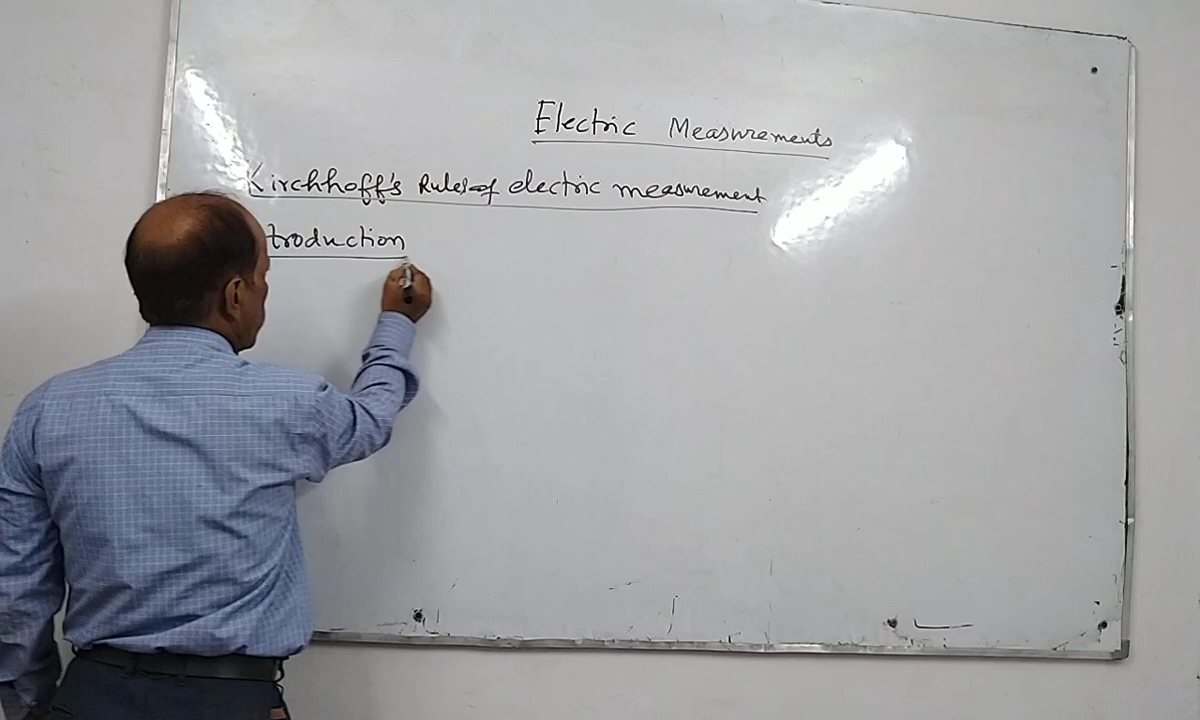 Electric Measurements
Kirchhoff's Rules of electric measurement
troduction